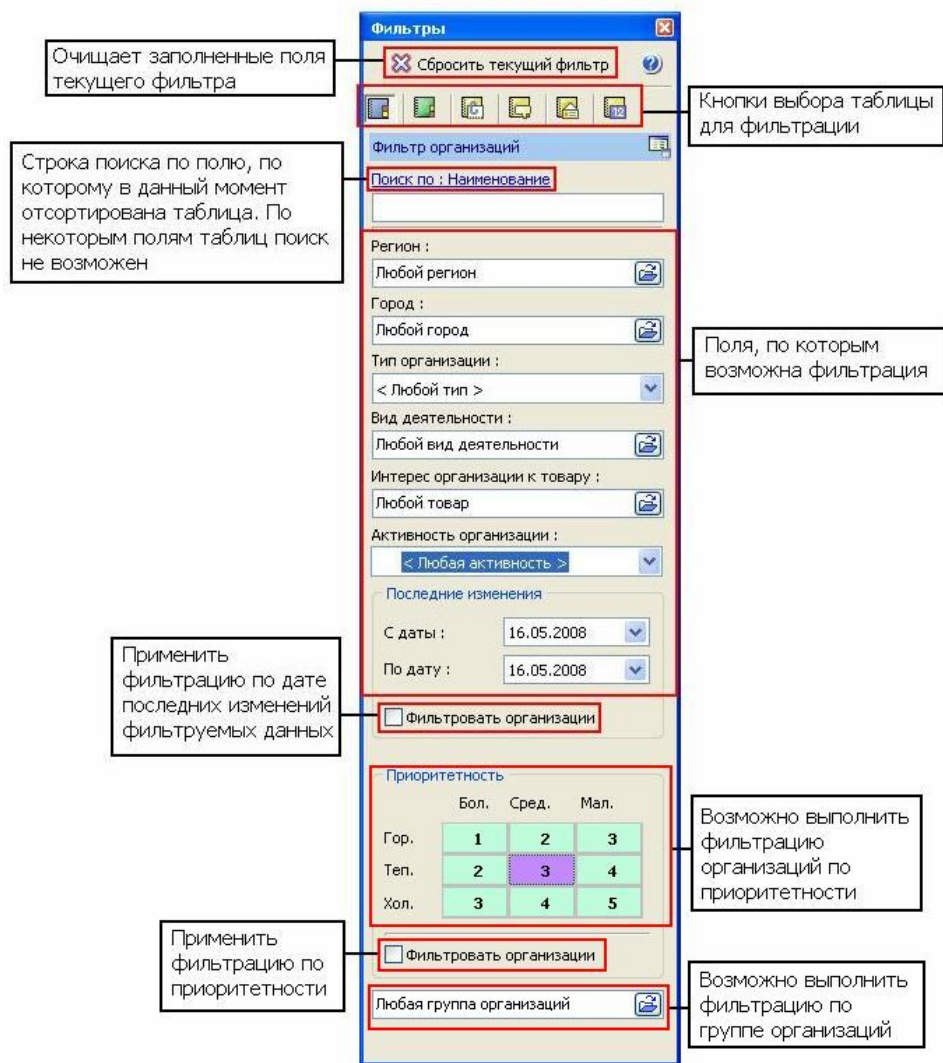 Фильтры
Очищает заполненные поля
текущего фильтра
Сбросить текущий фильтр
Кнопки выбора таблицы
для фильтрации
Фильтр организаций
Строка поиска по полю, по
которому в данный момент
отсортирована таблица. По
некоторым полям таблиц поиск
не возможен
Поиск по : Наименование
Регион :
Любой регион
Город :
Любой город
Тип организации :
< Любой тип >
Вид деятельности :
Любой вид деятельности
Интерес организации к товару :
Любой товар
Активность организации :
< Любая активность >
Поля, по которым
возможна фильтрация
Последние изменения
С даты : 16.05.2008
По дату : 16.05.2008
Применить
фильтрацию по дате
последних изменений
фильтруемых данных
Фильтровать организации
Приоритетность
Бол. Сред. Мал.
Гор. 1 2 3
Теп. 2 3 4
Хол. 3 4 5
Возможно выполнить
фильтрацию
организаций по
приоритетности
Применить
фильтрацию по
приоритетности
Фильтровать организации
Любая группа организаций
Возможно выполнить
фильтрацию по
группе организаций